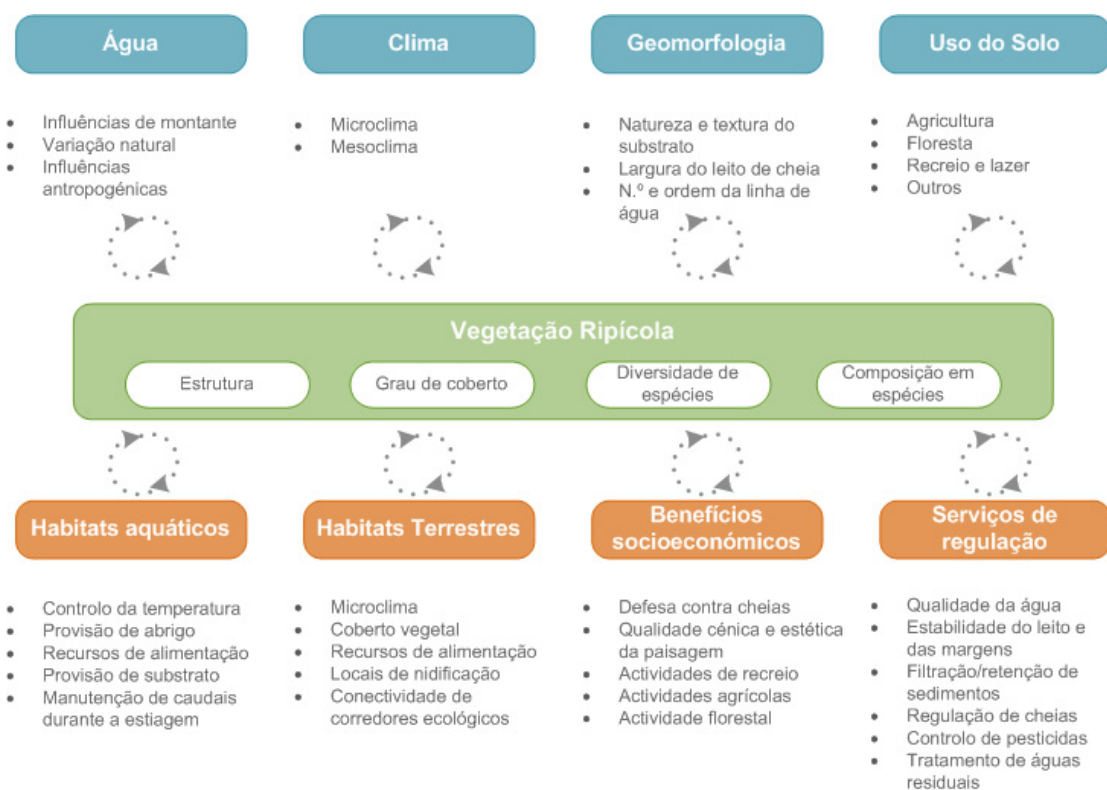 Água
Clima
Geomorfologia
Uso do Solo
• Influências de montante
• Variação natural
• Influências
antropogénicas
• Microclima
• Mesoclima
• Natureza e textura do
substrato
• Largura do leito de cheia
• N.º e ordem da linha de
água
• Agricultura
• Floresta
• Recreio e lazer
• Outros
Vegetação Ripícola
Estrutura
Grau de coberto
Diversidade de
espécies
Composição em
espécies
Habitats aquáticos
Habitats Terrestres
Benefícios
socioeconómicos
Serviços de
regulação
• Controlo da temperatura
• Provisão de abrigo
• Recursos de alimentação
• Provisão de substrato
• Manutenção de caudais
durante a estiagem
• Microclima
• Coberto vegetal
• Recursos de alimentação
• Locais de nidificação
• Conectividade de
corredores ecológicos
• Defesa contra cheias
• Qualidade cénica e estética
da paisagem
• Actividades de recreio
• Actividades agrícolas
• Actividade florestal
• Qualidade da água
• Estabilidade do leito e
das margens
• Filtração/retenção de
sedimentos
• Regulação de cheias
• Controlo de pesticidas
• Tratamento de águas
residuais